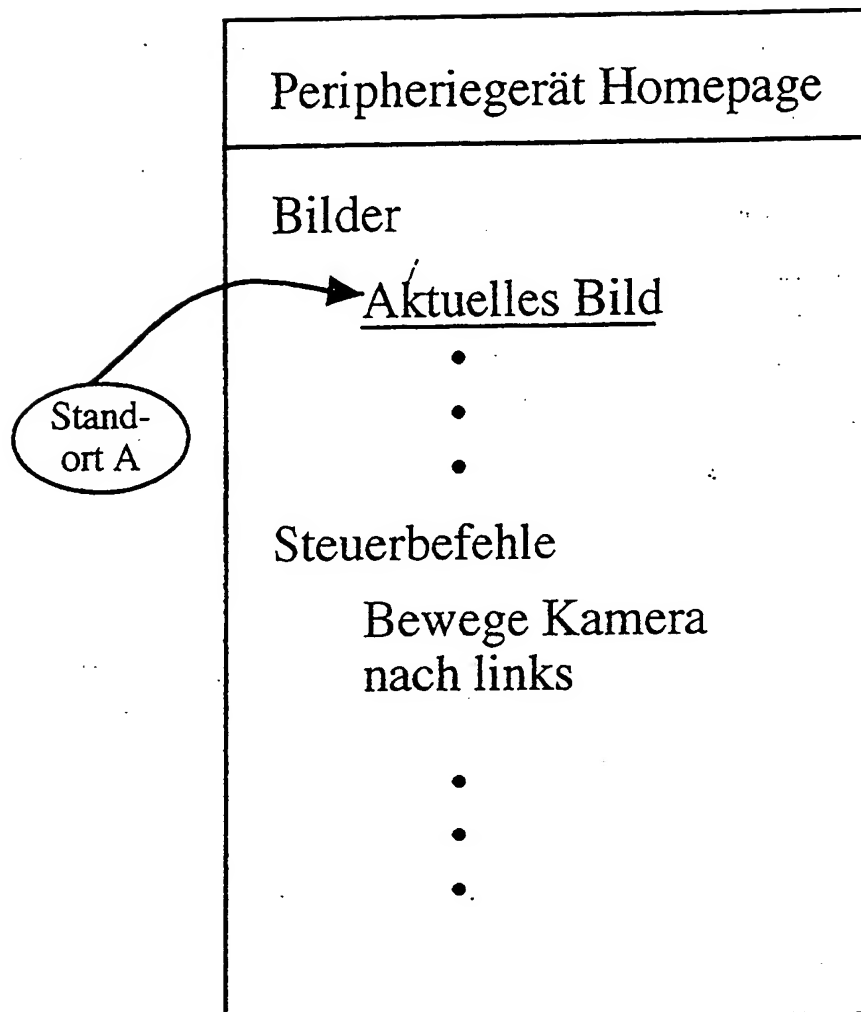 Peripheriegerät Homepage
Bilder
Aktuelles Bild
Stand-
ort A
Steuerbefehle
Bewege Kamera
nach links